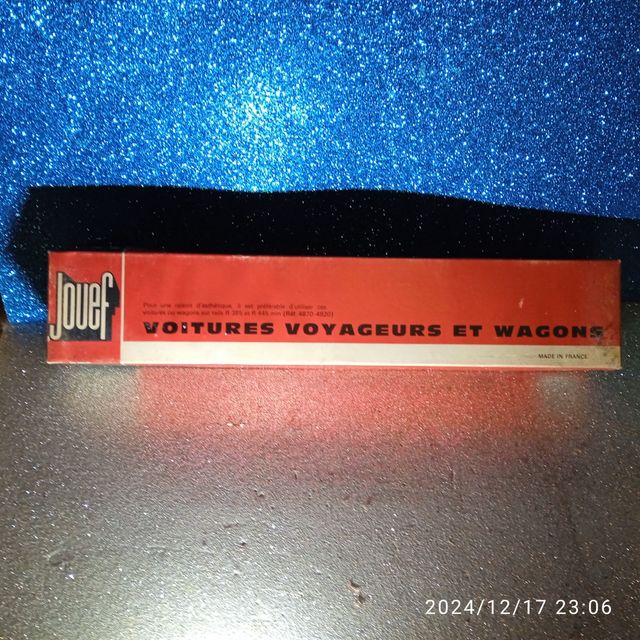 Jouef
Pour une raison d'esthétique, il est préférable d'utiliser ces
voitures ou wagons sur rails R 385 et R 445 mm (Réf. 4870-4920)
VOITURES VOYAGEURS ET WAGONS
MADE IN FRANCE
2024/12/17 23:06